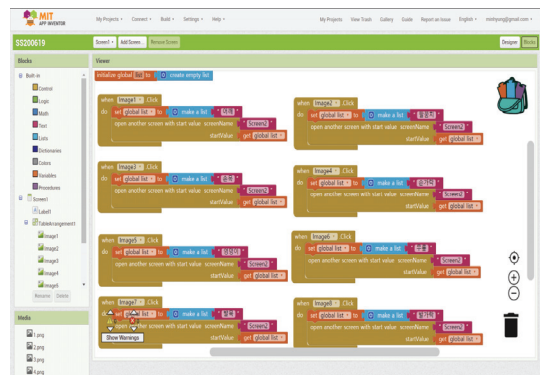 MIT
APP INVENTOR
My Projects Connect Build Settings Help My Projects View Trash Gallery Guide Report an Issue English
SS200619 Screen1 Add Screen... Remove Screen Designer Blocks
Blocks Viewer
Built-in
Control
Logic
Math
Text
Lists
Dictionaries
Colors
Variables
Procedures
Screen1
Label1
TableArrangement1
Image1
Image2
Image3
Image4
Image5
Rename Delete
Media
1.png
2.png
3.png
4.png
initialize global list to create empty list
when Image1 .Click
do set global list to make a list
open another screen with start value screenName " Screen2 "
startValue get global list
when Image2 .Click
do set global list to make a list
open another screen with start value screenName " Screen2 "
startValue get global list
when Image3 .Click
do set global list to make a list
open another screen with start value screenName " Screen2 "
startValue get global list
when Image4 .Click
do set global list to make a list
open another screen with start value screenName " Screen2 "
startValue get global list
when Image5 .Click
do set global list to make a list
open another screen with start value screenName " Screen2 "
startValue get global list
when Image6 .Click
do set global list to make a list
open another screen with start value screenName " Screen2 "
startValue get global list
when Image7 .Click
do set global list to make a list
open another screen with start value screenName " Screen2 "
startValue get global list
Show Warnings
when Image8 .Click
do set global list to make a list
open another screen with start value screenName " Screen2 "
startValue get global list